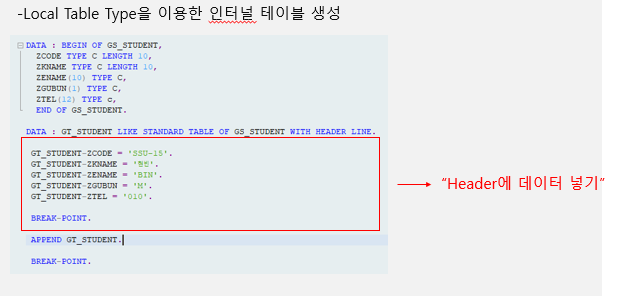 -Local Table Type을 이용한 인터널 테이블 생성
DATA : BEGIN OF GS_STUDENT,
ZCODE TYPE C LENGTH 10,
ZKNAME TYPE C LENGTH 10,
ZENAME(10) TYPE C,
ZGUBUN(1) TYPE C,
ZTEL(12) TYPE c,
END OF GS_STUDENT.
DATA : GT_STUDENT LIKE STANDARD TABLE OF GS_STUDENT WITH HEADER LINE.
GT_STUDENT-ZCODE = 'SSU-15'.
GT_STUDENT-ZKNAME = '현빈'.
GT_STUDENT-ZENAME = 'BIN'.
GT_STUDENT-ZGUBUN = 'M'.
GT_STUDENT-ZTEL = '010'.
BREAK-POINT.
“Header에 데이터 넣기”
APPEND GT_STUDENT.
BREAK-POINT.